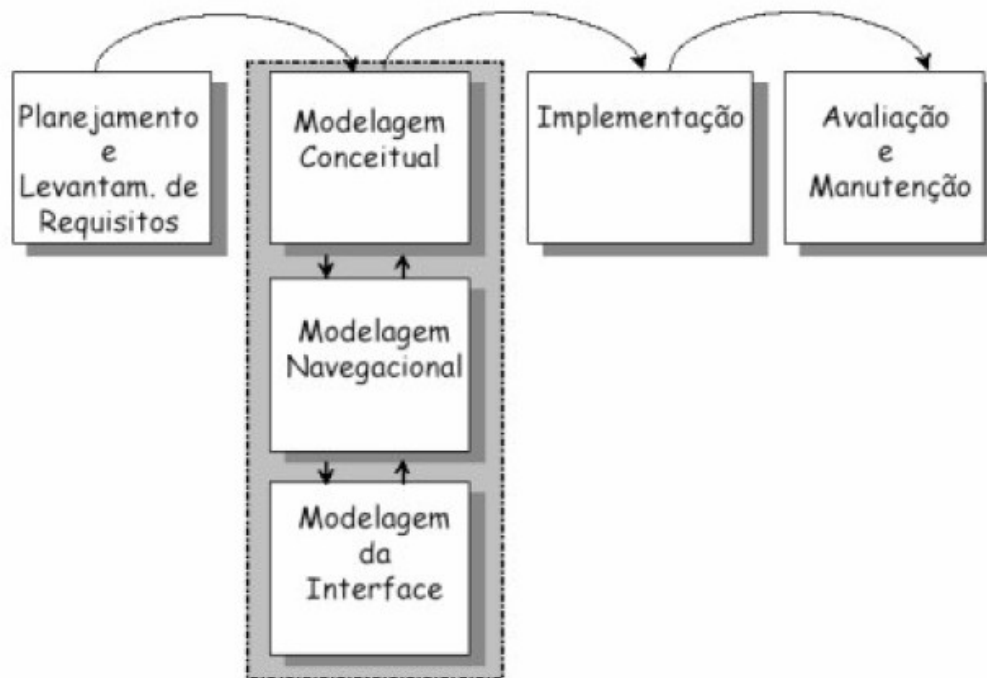 Planejamento
e
Levantam. de
Requisitos
Modelagem
Conceitual
Modelagem
Navegacional
Modelagem
da
Interface
Implementação
Avaliação
e
Manutenção